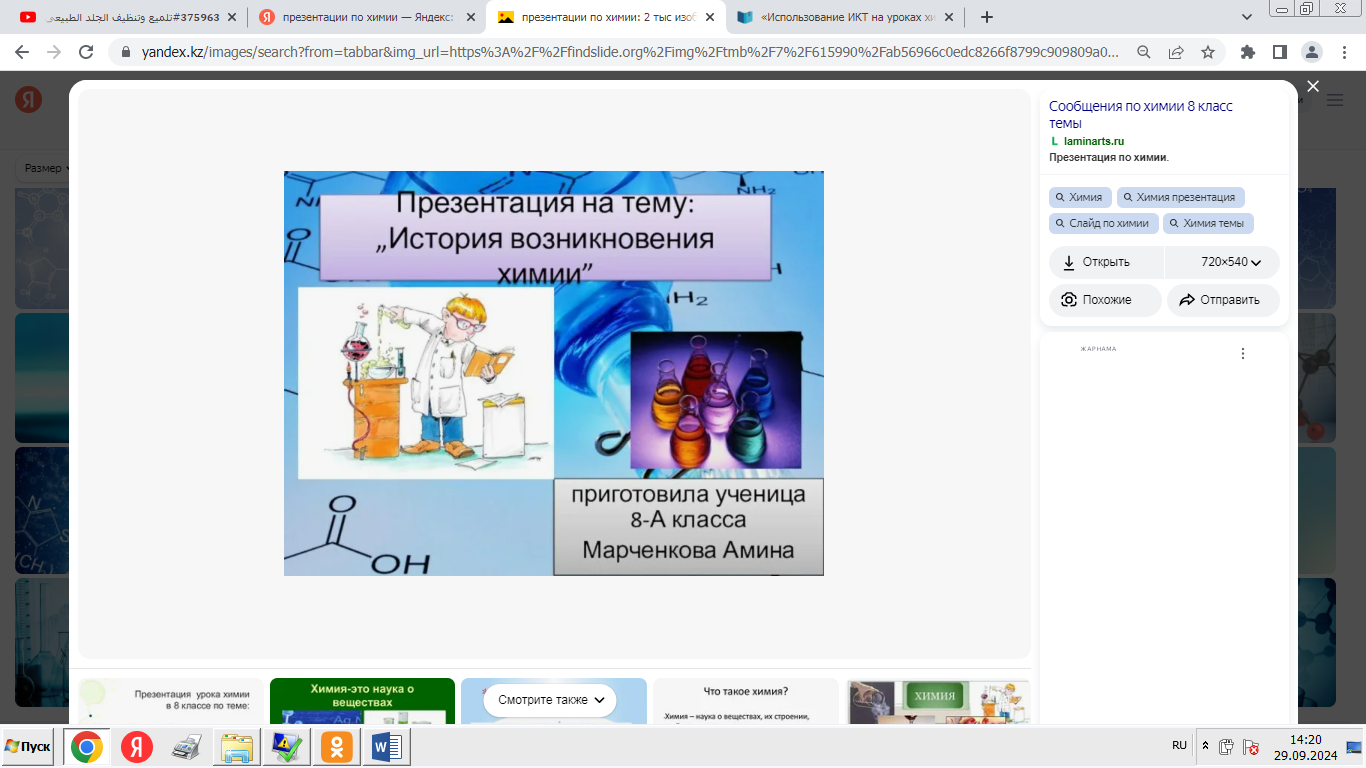 #375963تلميع وتنظيف الجلد الطبيعي
презентации по химии — Яндекс:
презентации по химии: 2 тыс изоб
«Использование ИКТ на уроках хи
yandex.kz/images/search?from=tabbar&img_url=https%3A%2F%2Ffindslide.org%2Fimg%2Ftmb%2F7%2F615990%2Fab56966c0edc8266f8799c909809a0...
Я
Размер
Презентация на тему:
„История возникновения
химии”
NH₂
H₂
O
OH
приготовила ученица
8-А класса
Марченкова Амина
Сообщения по химии 8 класс
темы
L laminarts.ru
Презентация по химии.
Химия
Химия презентация
Слайд по химии
Химия темы
Открыть
720×540
Похожие
Отправить
ЖАРНАМА
Презентация урока химии
в 8 классе по теме:
Химия-это наука о
веществах
Смотрите также
Что такое химия?
Химия – наука о веществах, их строении,
ХИМИЯ
Пуск
RU
14:20
29.09.2024